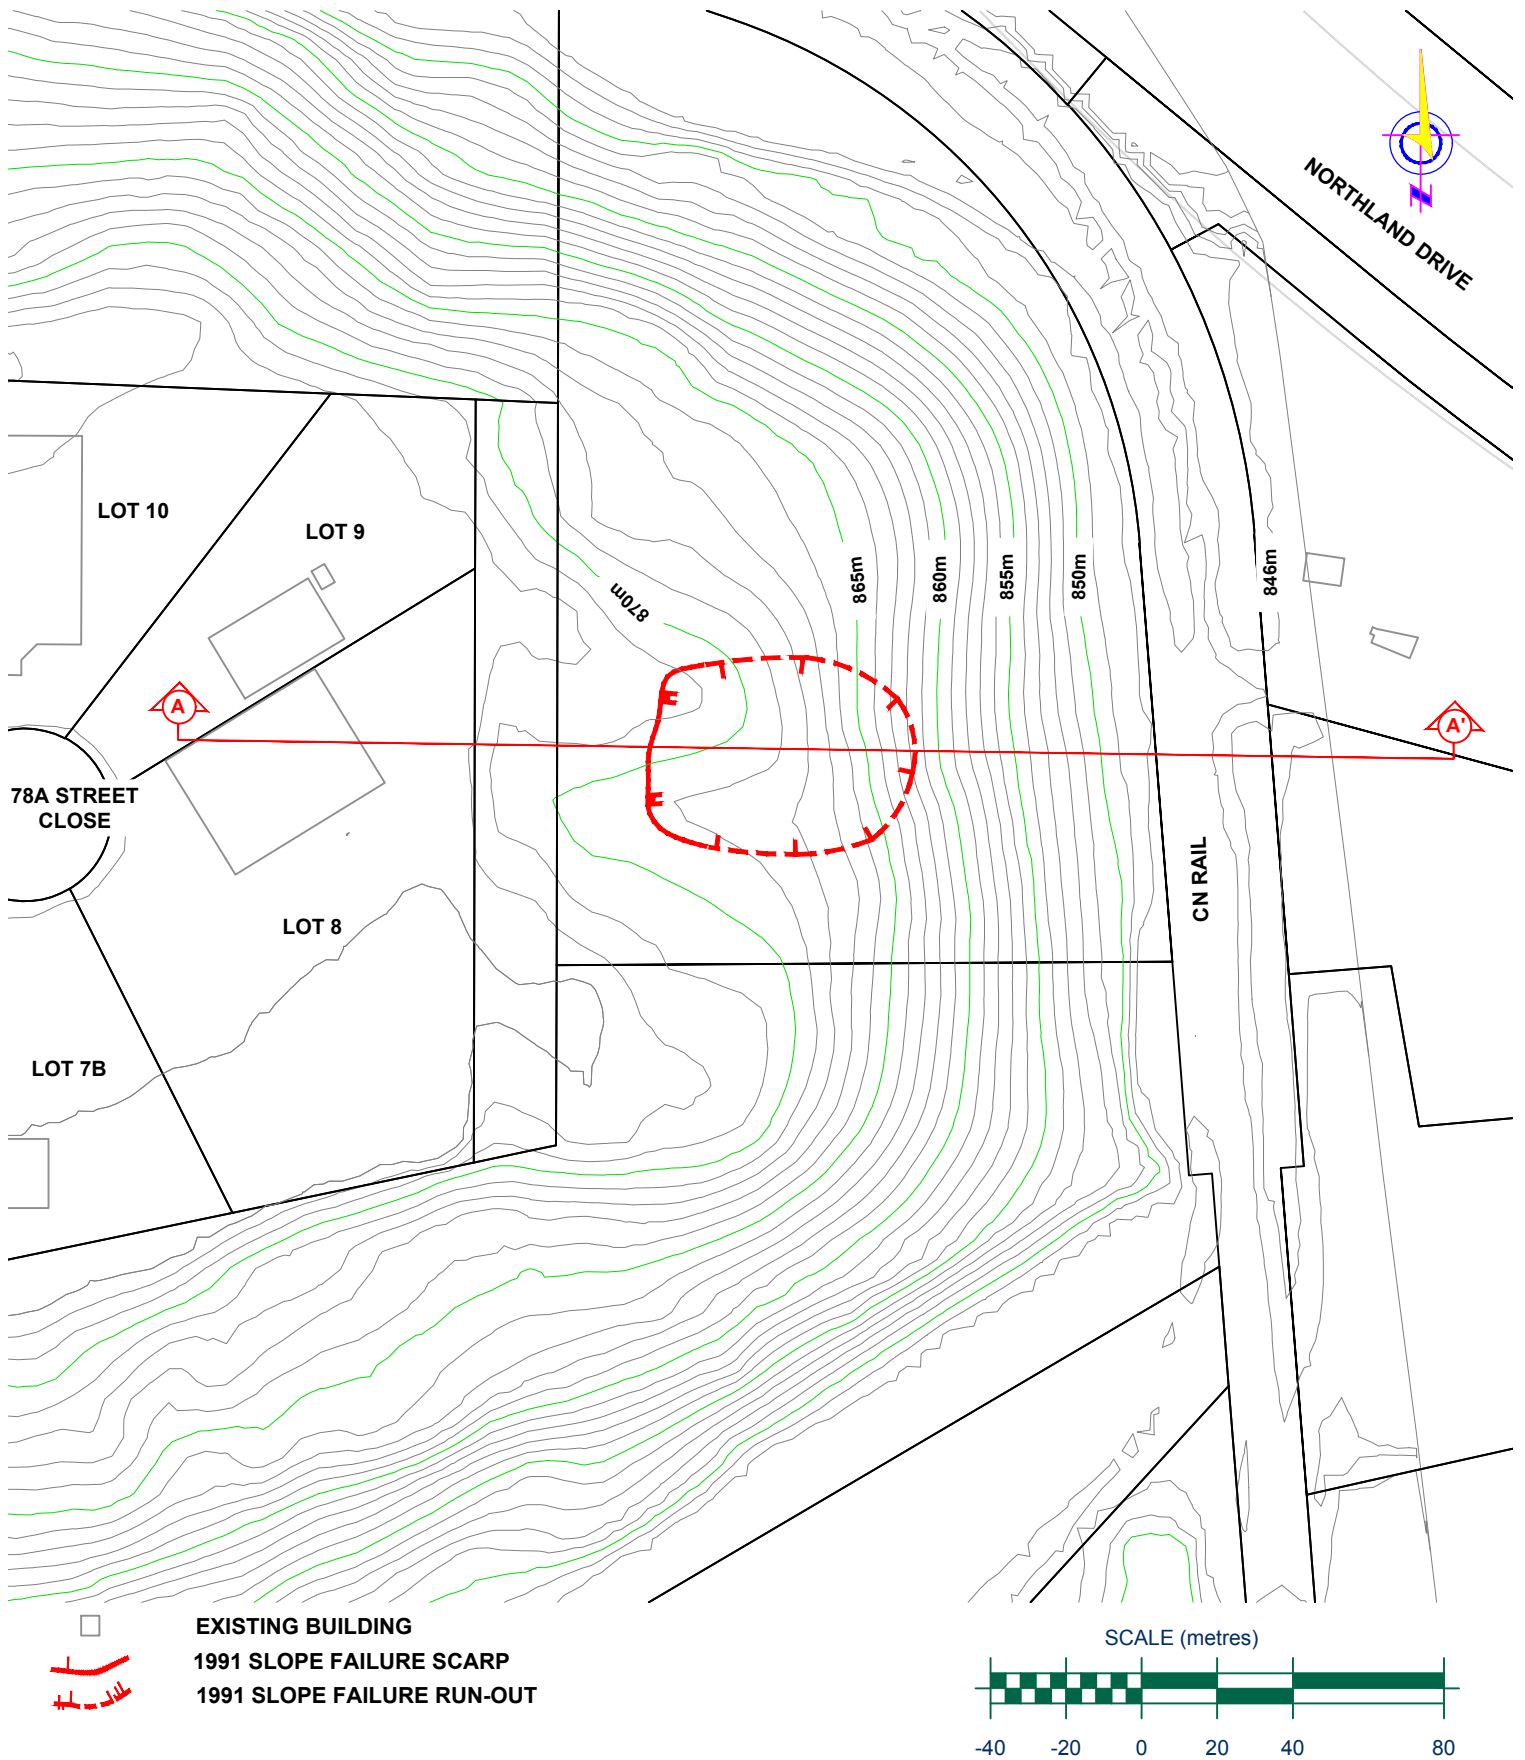 N
NORTHLAND DRIVE
LOT 10
LOT 9
865m
860m
855m
850m
846m
870m
A
A'
78A STREET
CLOSE
CN RAIL
LOT 8
LOT 7B
EXISTING BUILDING
1991 SLOPE FAILURE SCARP
1991 SLOPE FAILURE RUN-OUT
SCALE (metres)
-40 -20 0 20 40 80